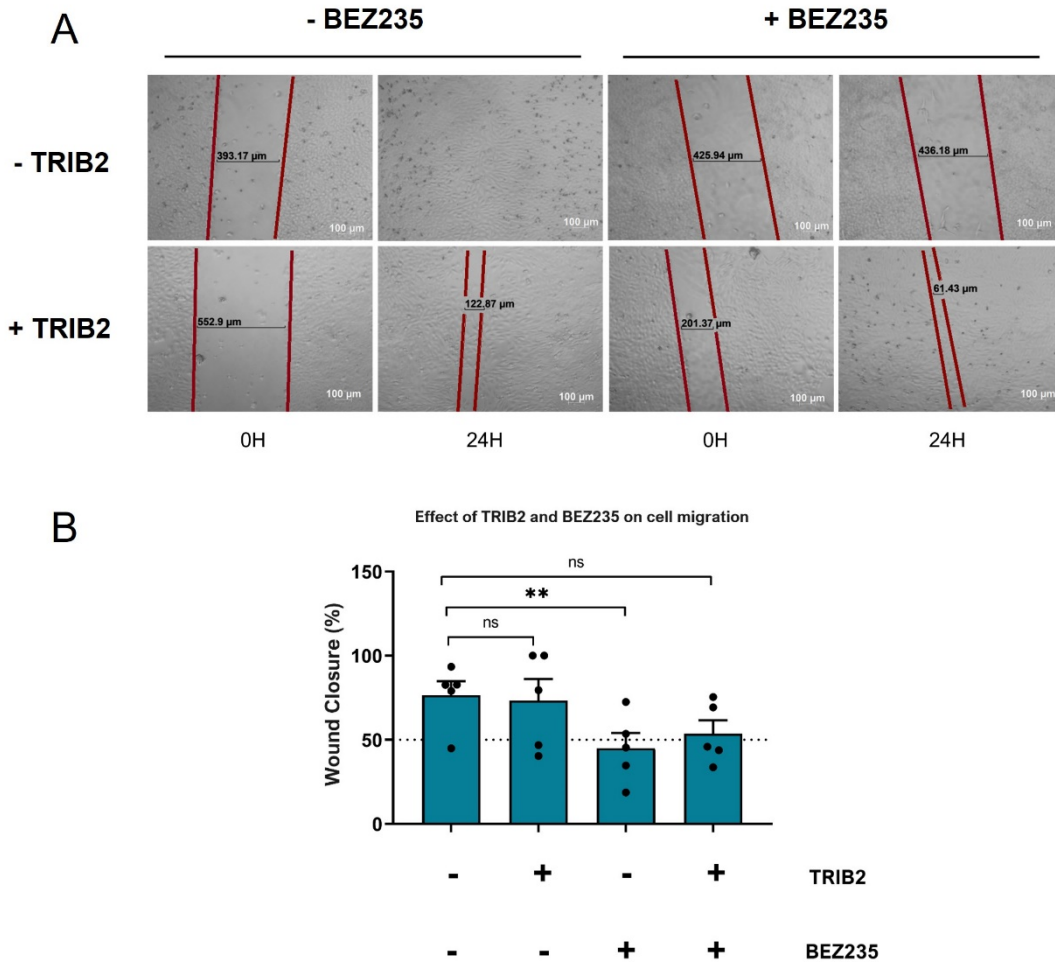 A
- BEZ235
+ BEZ235
- TRIB2
393.17 µm
100 µm
100 µm
425.94 µm
100 µm
436.18 µm
100 µm
+ TRIB2
552.9 µm
100 µm
122.87 µm
100 µm
201.37 µm
100 µm
61.43 µm
100 µm
0H
24H
0H
24H
B
Effect of TRIB2 and BEZ235 on cell migration
Wound Closure (%)
150
100
50
0
ns
**
ns
- + - + TRIB2
- - + + BEZ235